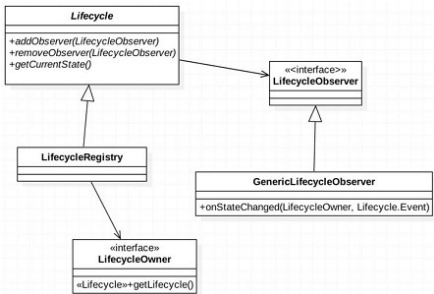 Lifecycle
+addObserver(LifecycleObserver)
+removeObserver(LifecycleObserver)
+getCurrentState()
«<interface>»
LifecycleObserver
LifecycleRegistry
GenericLifecycleObserver
+onStateChanged(LifecycleOwner, Lifecycle.Event)
«interface»
LifecycleOwner
«Lifecycle»+getLifecycle()